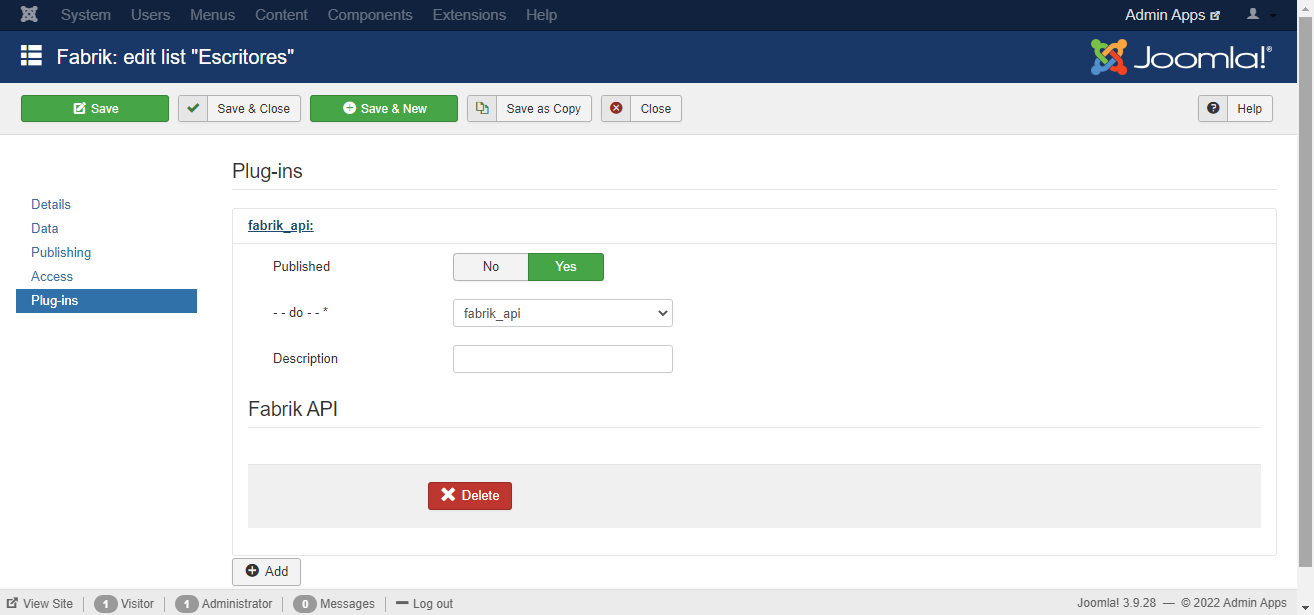 System Users Menus Content Components Extensions Help Admin Apps
Fabrik: edit list "Escritores" Joomla!®
Save Save & Close Save & New Save as Copy Close Help
Plug-ins
Details
Data
Publishing
Access
Plug-ins
fabrik_api:
Published No Yes
- - do - - * fabrik_api
Description
Fabrik API
Delete
Add
View Site 1 Visitor 1 Administrator 0 Messages Log out Joomla! 3.9.28 — © 2022 Admin Apps